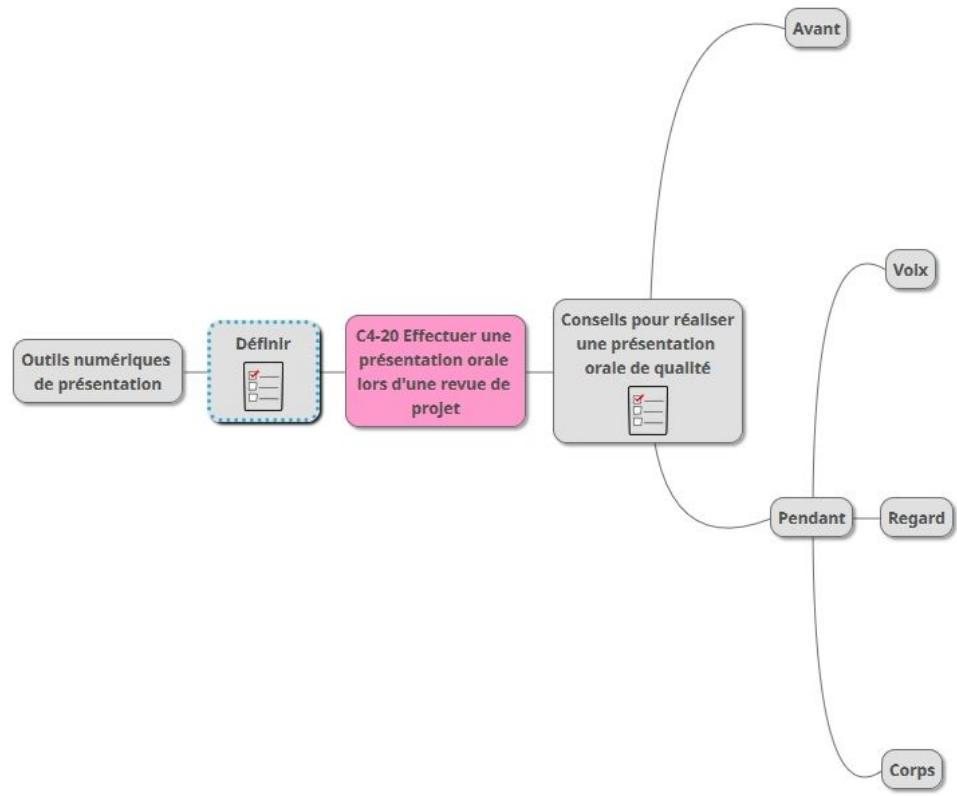 Avant
Voix
Conseils pour réaliser
une présentation
orale de qualité
C4-20 Effectuer une
présentation orale
lors d'une revue de
projet
Définir
Outils numériques
de présentation
Pendant
Regard
Corps